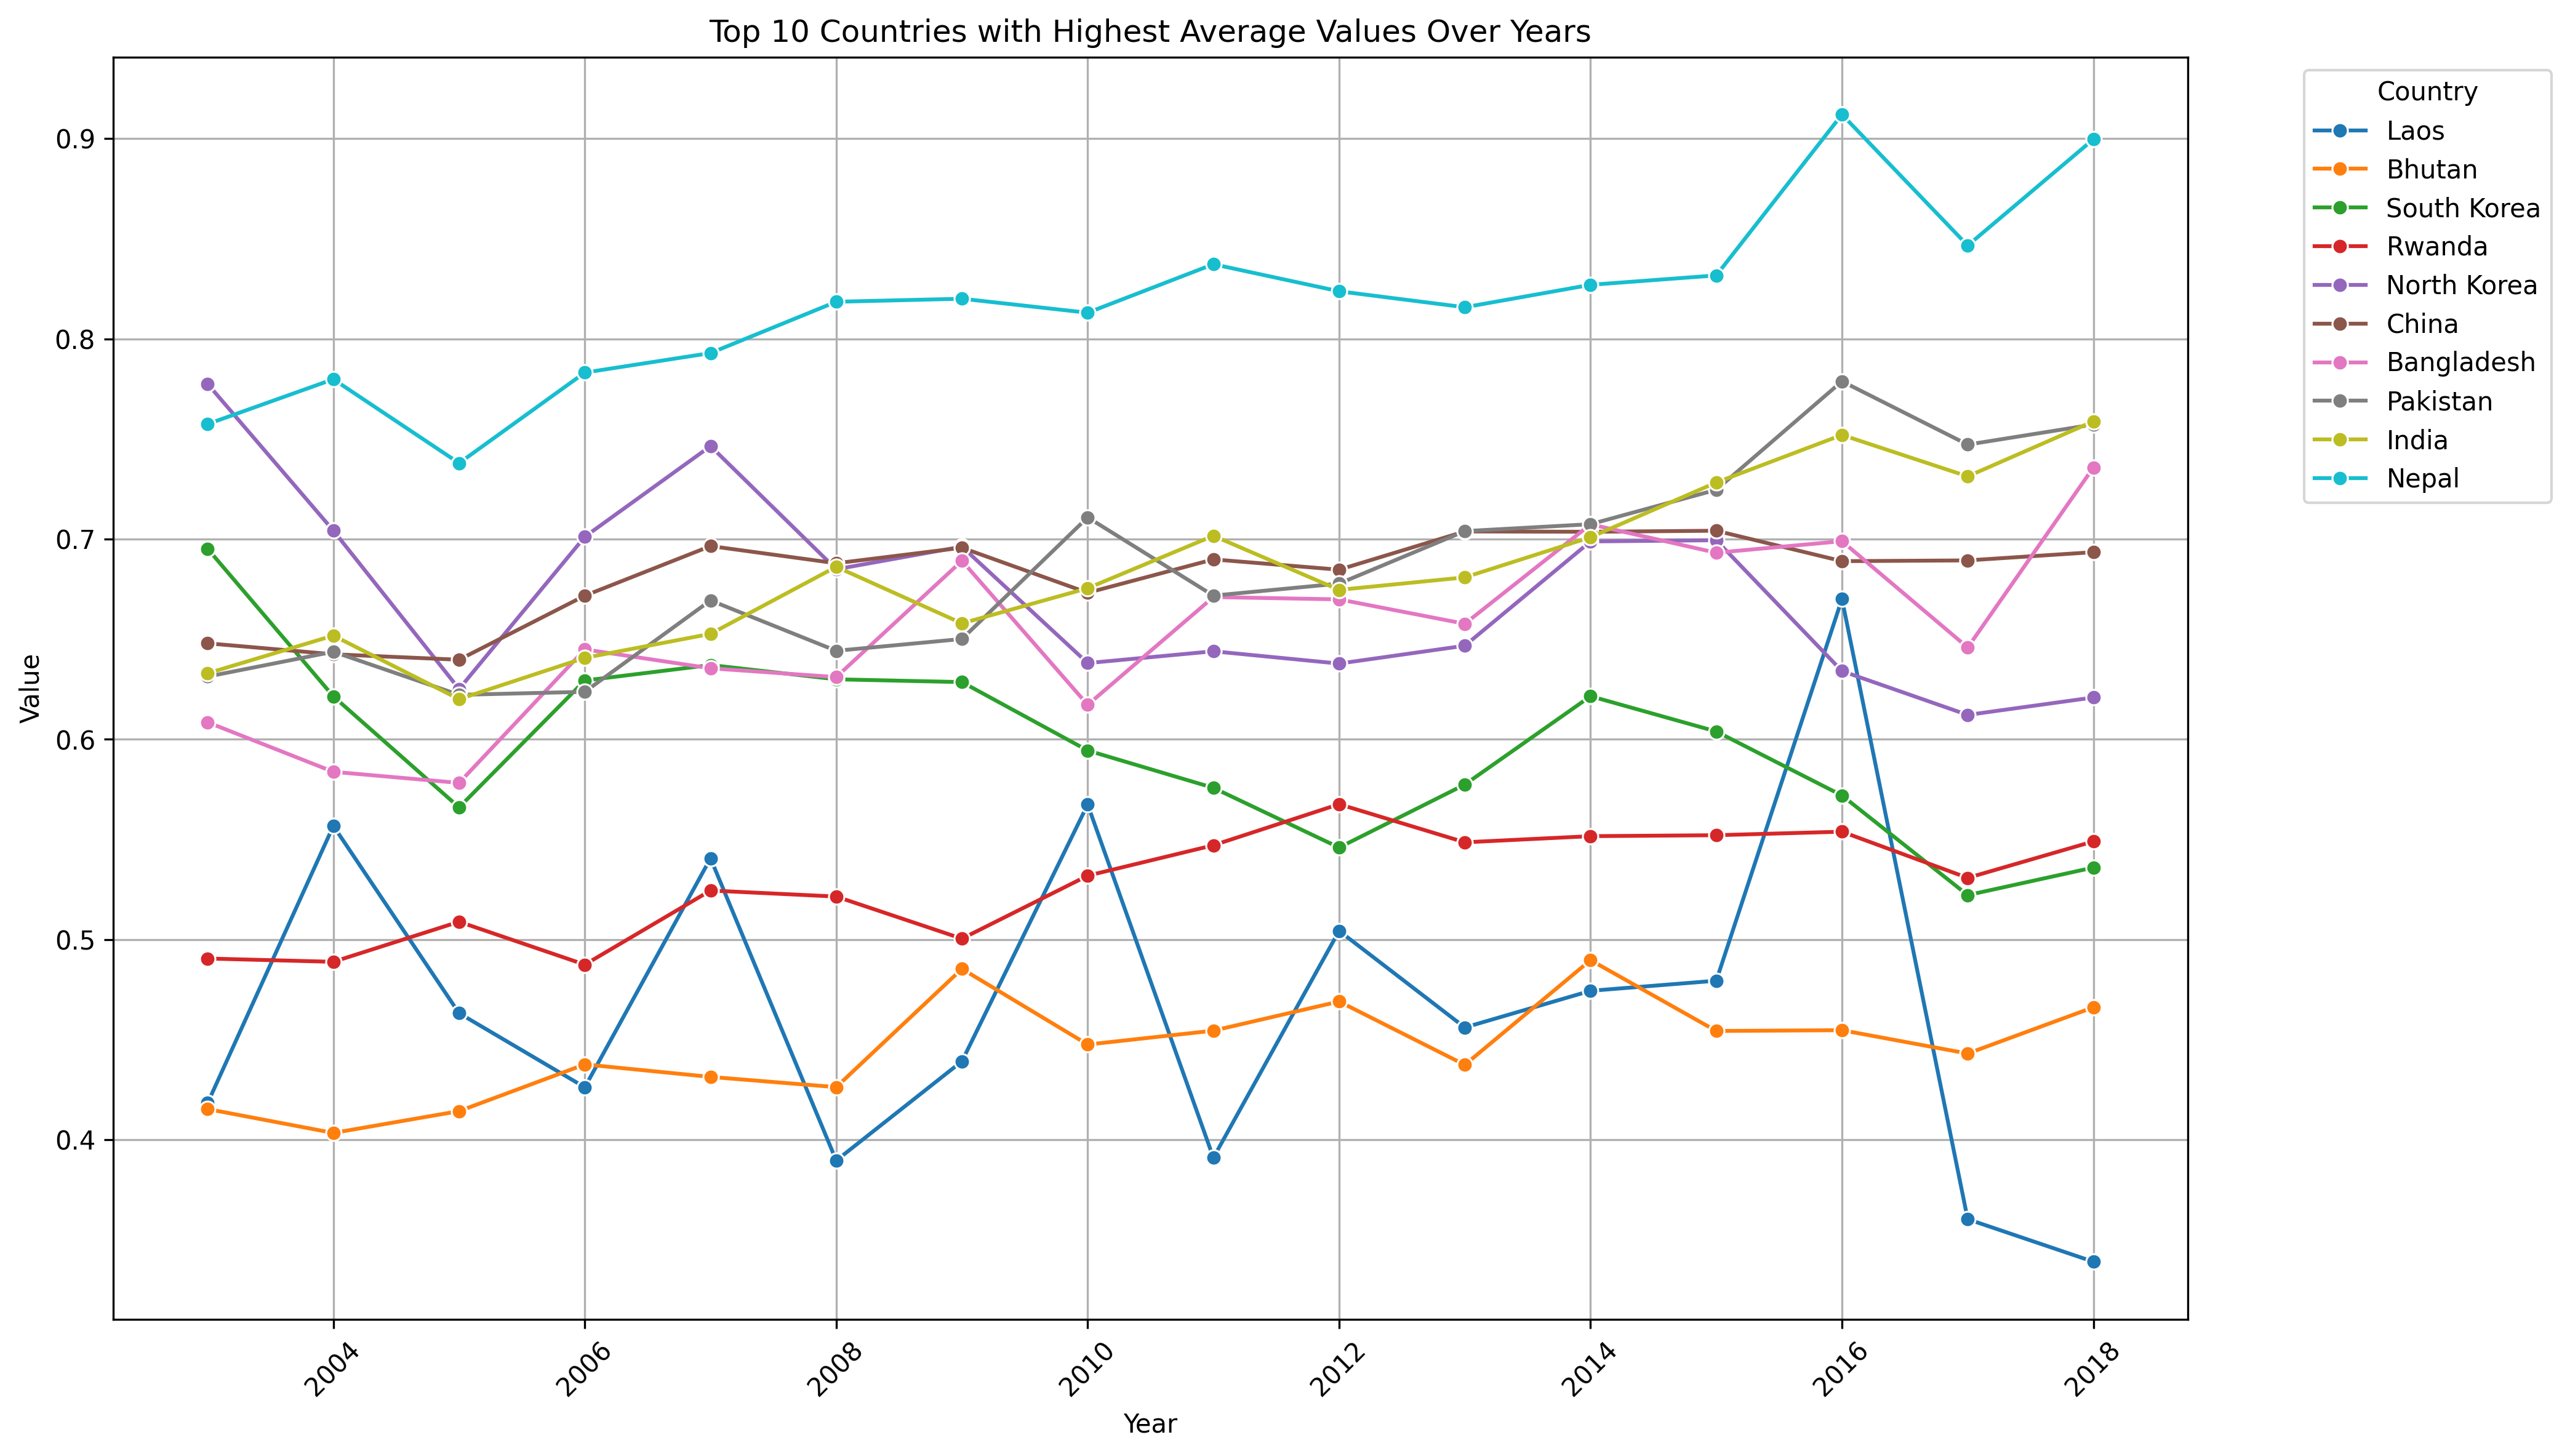 Top 10 Countries with Highest Average Values Over Years
Value
0.9
0.8
0.7
0.6
0.5
0.4
2004
2006
2008
2010
2012
2014
2016
2018
Year
Country
Laos
Bhutan
South Korea
Rwanda
North Korea
China
Bangladesh
Pakistan
India
Nepal